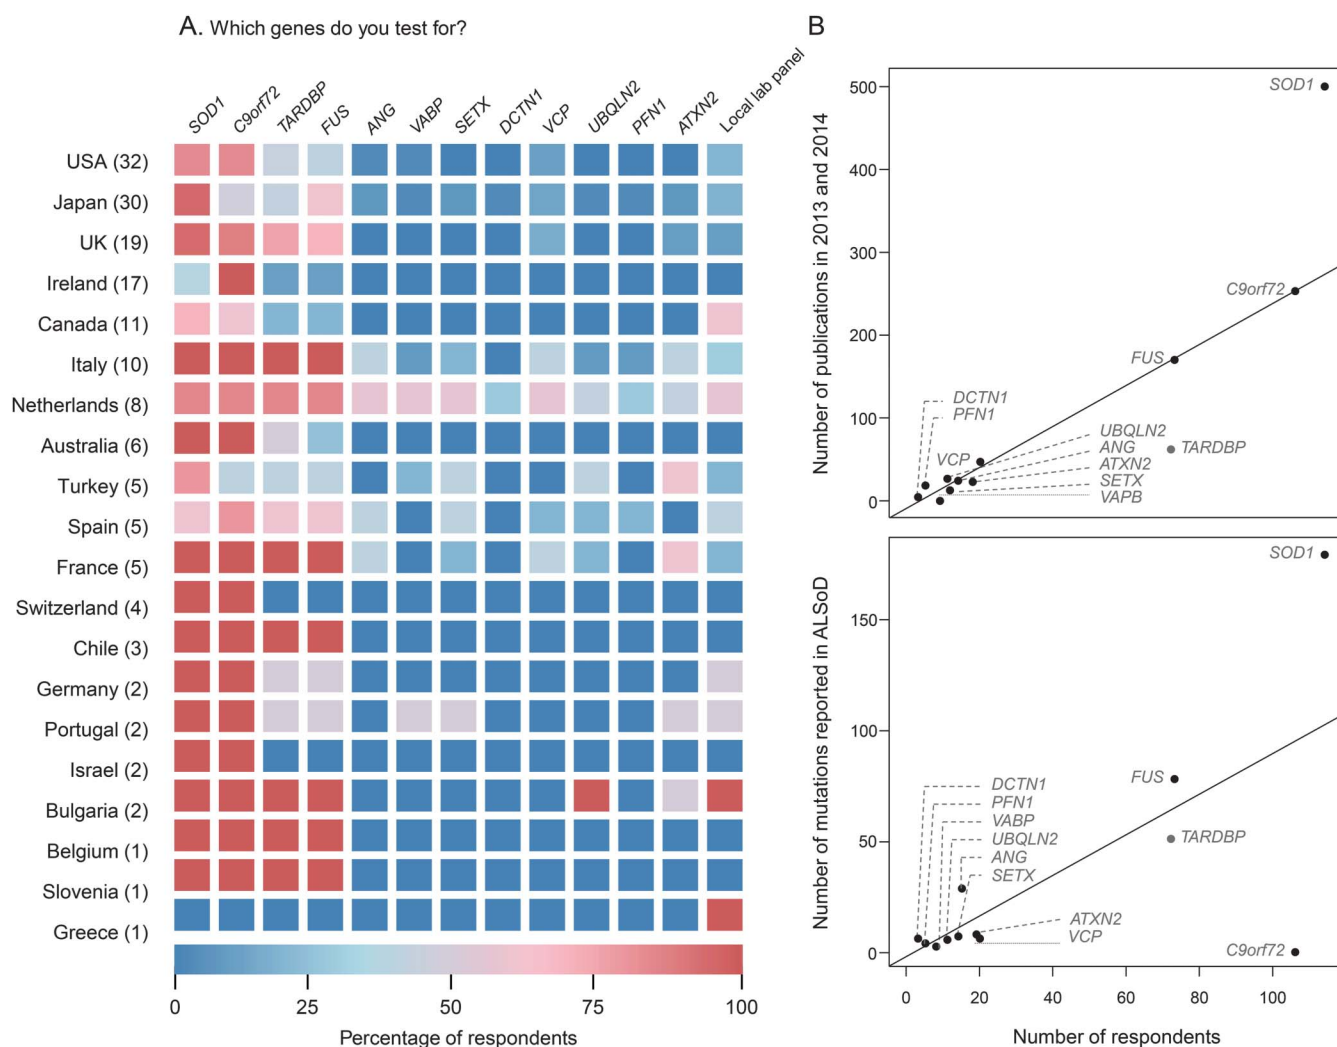 A. Which genes do you test for?
SOD1
C9orf72
TARDBP
FUS
ANG
VABP
SETX
DCTN1
VCP
UBQLN2
PFN1
ATXN2
Local lab panel
USA (32)
Japan (30)
UK (19)
Ireland (17)
Canada (11)
Italy (10)
Netherlands (8)
Australia (6)
Turkey (5)
Spain (5)
France (5)
Switzerland (4)
Chile (3)
Germany (2)
Portugal (2)
Israel (2)
Bulgaria (2)
Belgium (1)
Slovenia (1)
Greece (1)
0 25 50 75 100
Percentage of respondents
B
Number of publications in 2013 and 2014
500
400
300
200
100
0
SOD1
C9orf72
FUS
DCTN1
PFN1
UBQLN2
ANG
TARDBP
VCP
ATXN2
SETX
VAPB
Number of mutations reported in ALSoD
150
100
50
0
SOD1
FUS
DCTN1
PFN1
VABP
UBQLN2
TARDBP
ANG
SETX
ATXN2
VCP
C9orf72
0 20 40 60 80 100
Number of respondents